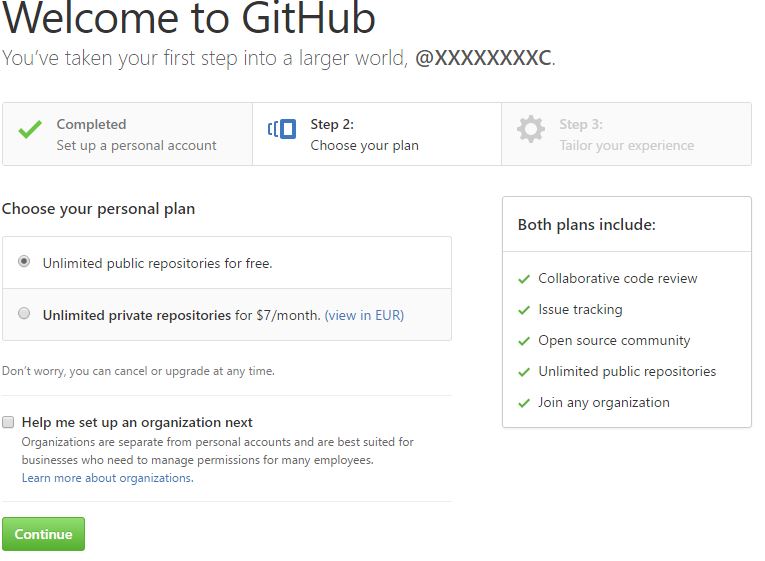 Welcome to GitHub
You’ve taken your first step into a larger world, @XXXXXXXXC.
Completed
Set up a personal account
Step 2:
Choose your plan
Step 3:
Tailor your experience
Choose your personal plan
Unlimited public repositories for free.
Unlimited private repositories for $7/month. (view in EUR)
Don’t worry, you can cancel or upgrade at any time.
Help me set up an organization next
Organizations are separate from personal accounts and are best suited for
businesses who need to manage permissions for many employees.
Learn more about organizations.
Continue
Both plans include:
Collaborative code review
Issue tracking
Open source community
Unlimited public repositories
Join any organization